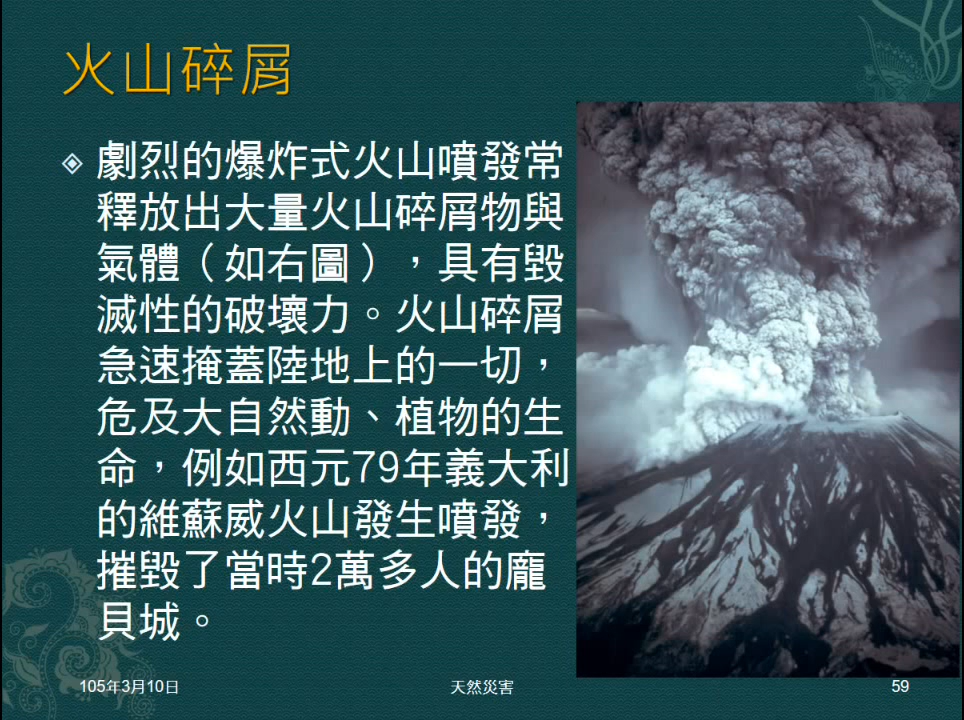 火山碎屑
劇烈的爆炸式火山噴發常
釋放出大量火山碎屑物與
氣體（如右圖），具有毀
滅性的破壞力。火山碎屑
急速掩蓋陸地上的一切，
危及大自然動、植物的生
命，例如西元79年義大利
的維蘇威火山發生噴發，
摧毀了當時2萬多人的龐
貝城。
105年3月10日
天然災害
59